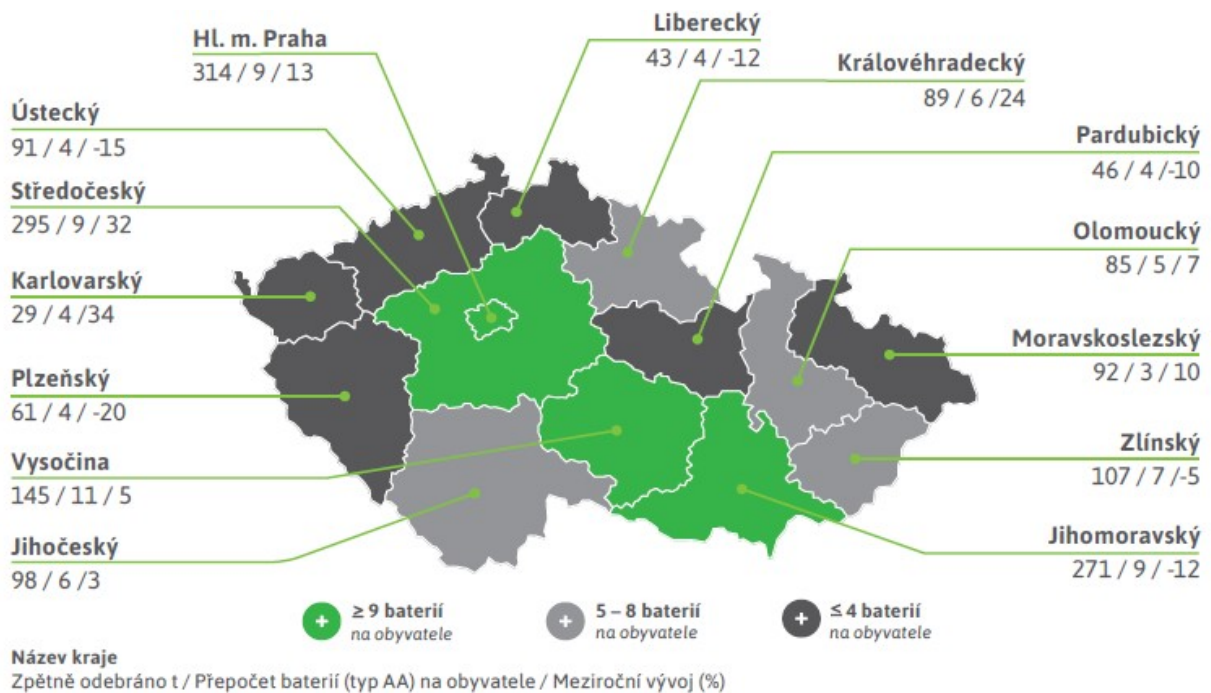 Hl. m. Praha
314 / 9 / 13
Liberecký
43 / 4 / -12
Královéhradecký
89 / 6 /24
Ústecký
91 / 4 / -15
Pardubický
46 / 4 /-10
Středočeský
295 / 9 / 32
Olomoucký
85 / 5 / 7
Karlovarský
29 / 4 /34
Moravskoslezský
92 / 3 / 10
Plzeňský
61 / 4 / -20
Zlínský
107 / 7 /-5
Vysočina
145 / 11 / 5
Jihomoravský
271 / 9 / -12
Jihočeský
98 / 6 /3
≥ 9 baterií
na obyvatele
5 – 8 baterií
na obyvatele
≤ 4 baterií
na obyvatele
Název kraje
Zpětně odebráno t / Přepočet baterií (typ AA) na obyvatele / Meziroční vývoj (%)